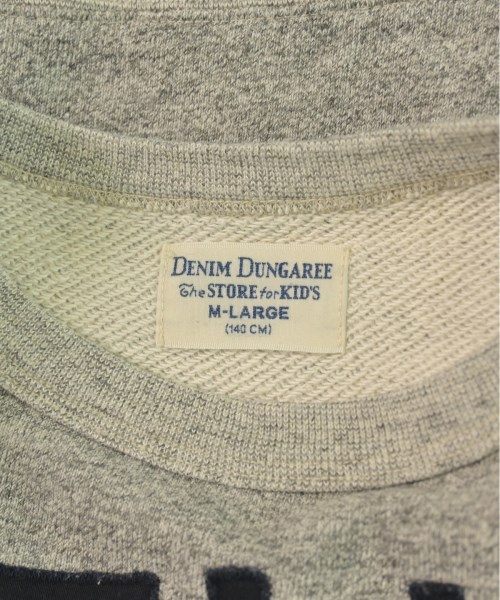 DENIM DUNGAREE
The STORE for KID'S
M-LARGE
(140 CM)